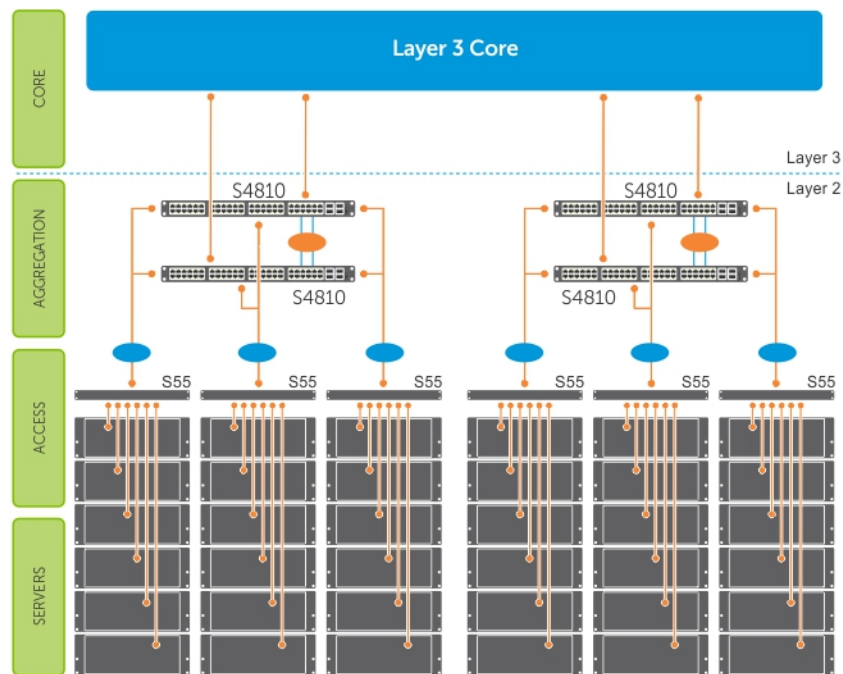 CORE
Layer 3 Core
Layer 3
Layer 2
AGGREGATION
S4810
S4810
S4810
S4810
ACCESS
S55
S55
S55
S55
S55
S55
SERVERS